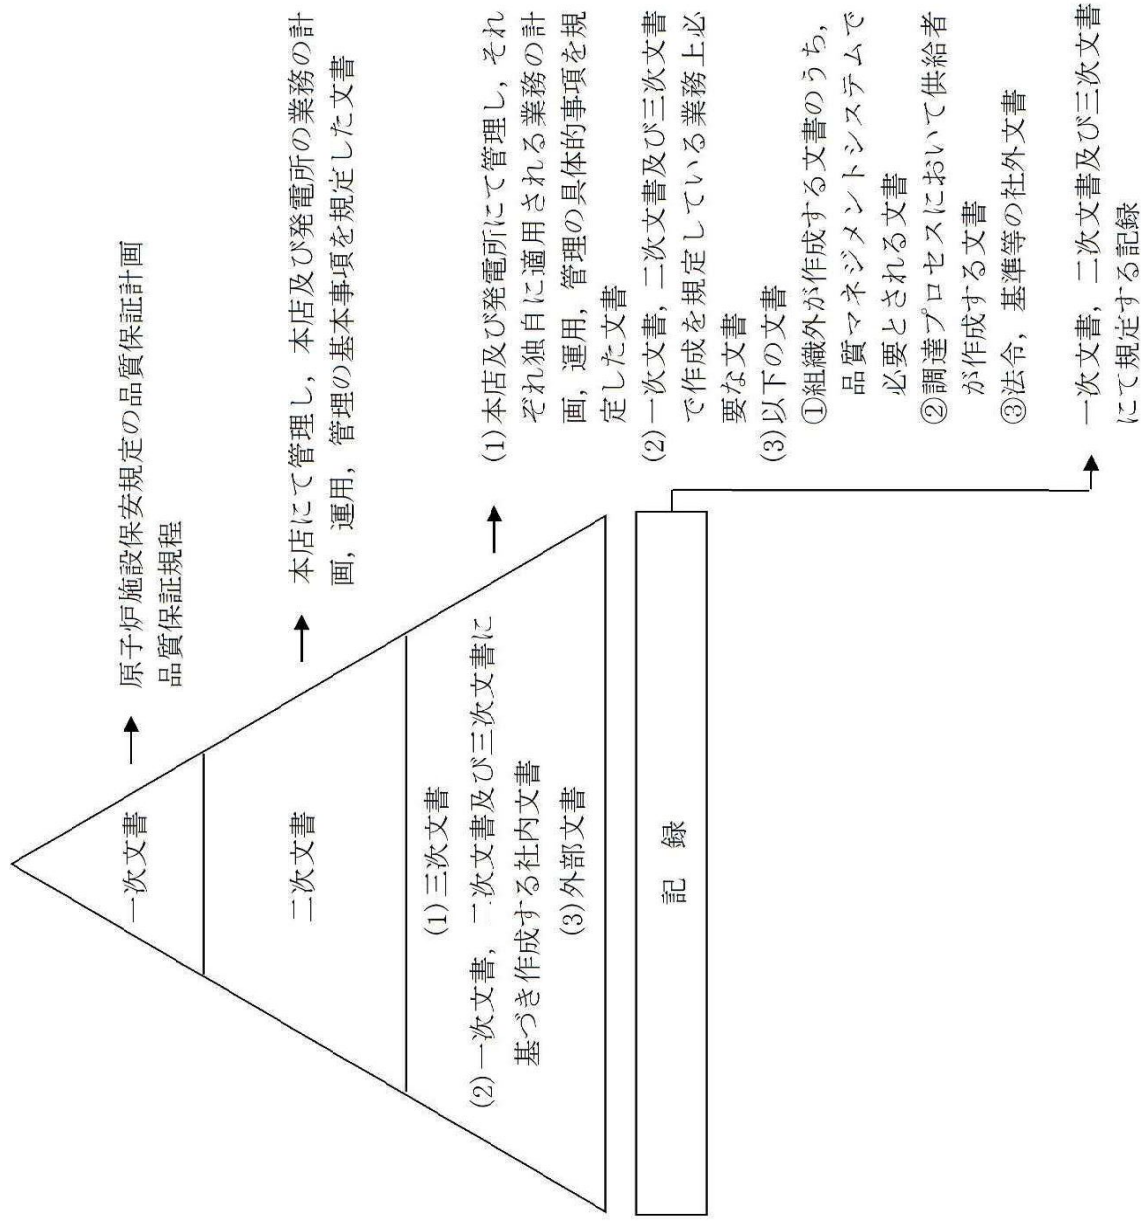 一次文書
原子炉施設保安規定の品質保証計画
品質保証規程
二次文書
本店にて管理し，本店及び発電所の業務の計
画，運用，管理の基本事項を規定した文書
(1)三次文書
(2)一次文書，二次文書及び三次文書に
基づき作成する社内文書
(3)外部文書
(1)本店及び発電所にて管理し，それ
ぞれ独自に適用される業務の計
画，運用，管理の具体的事項を規
定した文書
(2)一次文書，二次文書及び三次文書
で作成を規定している業務上必
要な文書
(3)以下の文書
①組織外が作成する文書のうち，
品質マネジメントシステムで
必要とされる文書
②調達プロセスにおいて供給者
が作成する文書
③法令，基準等の社外文書
記　録
一次文書，二次文書及び三次文書
にて規定する記録